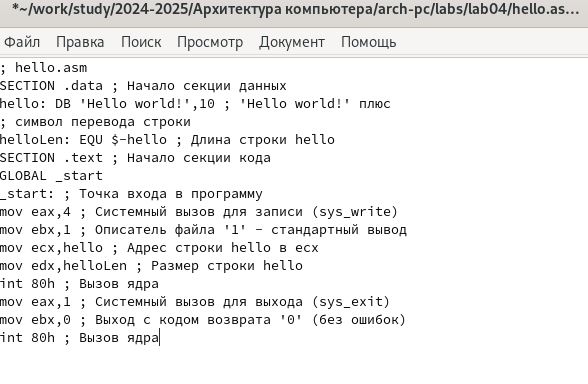 *~/work/study/2024-2025/Архитектура компьютера/arch-pc/labs/lab04/hello.as...
Файл Правка Поиск Просмотр Документ Помощь
; hello.asm
SECTION .data ; Начало секции данных
hello: DB 'Hello world!',10 ; 'Hello world!' плюс
; символ перевода строки
helloLen: EQU $-hello ; Длина строки hello
SECTION .text ; Начало секции кода
GLOBAL _start
_start: ; Точка входа в программу
mov eax,4 ; Системный вызов для записи (sys_write)
mov ebx,1 ; Описатель файла '1' - стандартный вывод
mov ecx,hello ; Адрес строки hello в ecx
mov edx,helloLen ; Размер строки hello
int 80h ; Вызов ядра
mov eax,1 ; Системный вызов для выхода (sys_exit)
mov ebx,0 ; Выход с кодом возврата '0' (без ошибок)
int 80h ; Вызов ядра